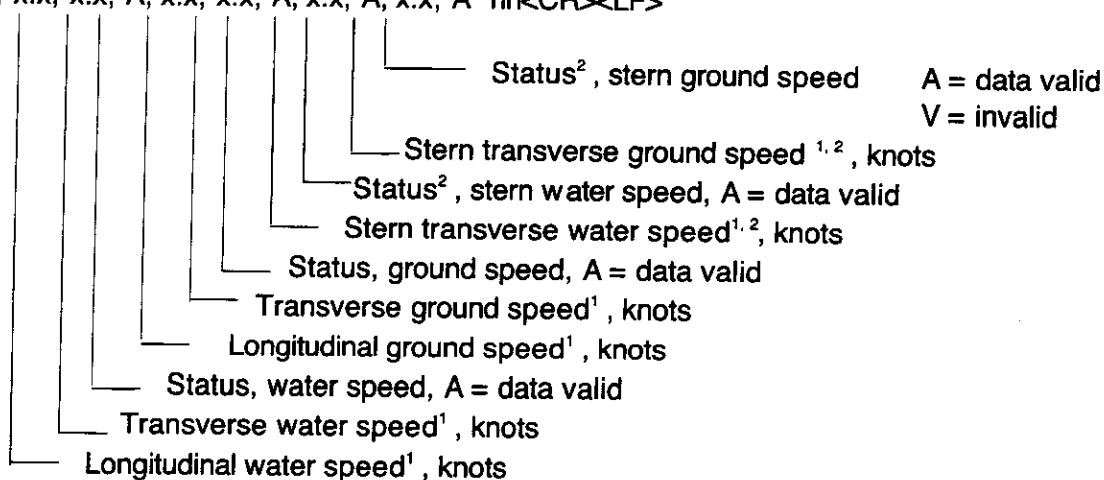 Status², stern ground speed A = data valid
V = invalid
Stern transverse ground speed ¹·², knots
Status², stern water speed, A = data valid
Stern transverse water speed¹·², knots
Status, ground speed, A = data valid
Transverse ground speed¹, knots
Longitudinal ground speed¹, knots
Status, water speed, A = data valid
Transverse water speed¹, knots
Longitudinal water speed¹, knots